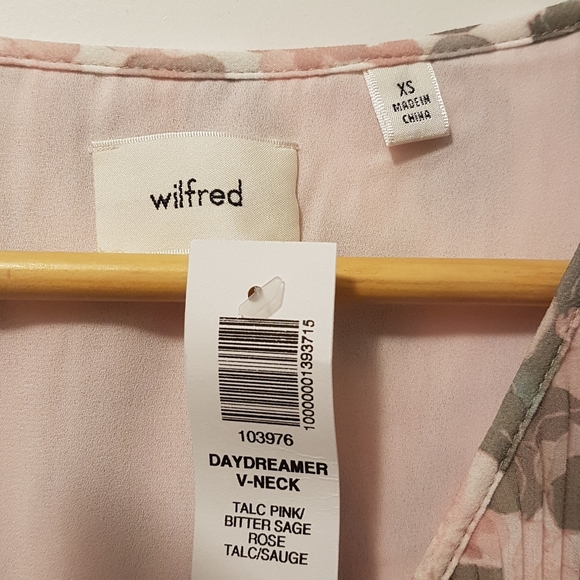 XS
MADE IN
CHINA
wilfred
10000001393715
103976
DAYDREAMER
V-NECK
TALC PINK/
BITTER SAGE
ROSE
TALC/SAUGE